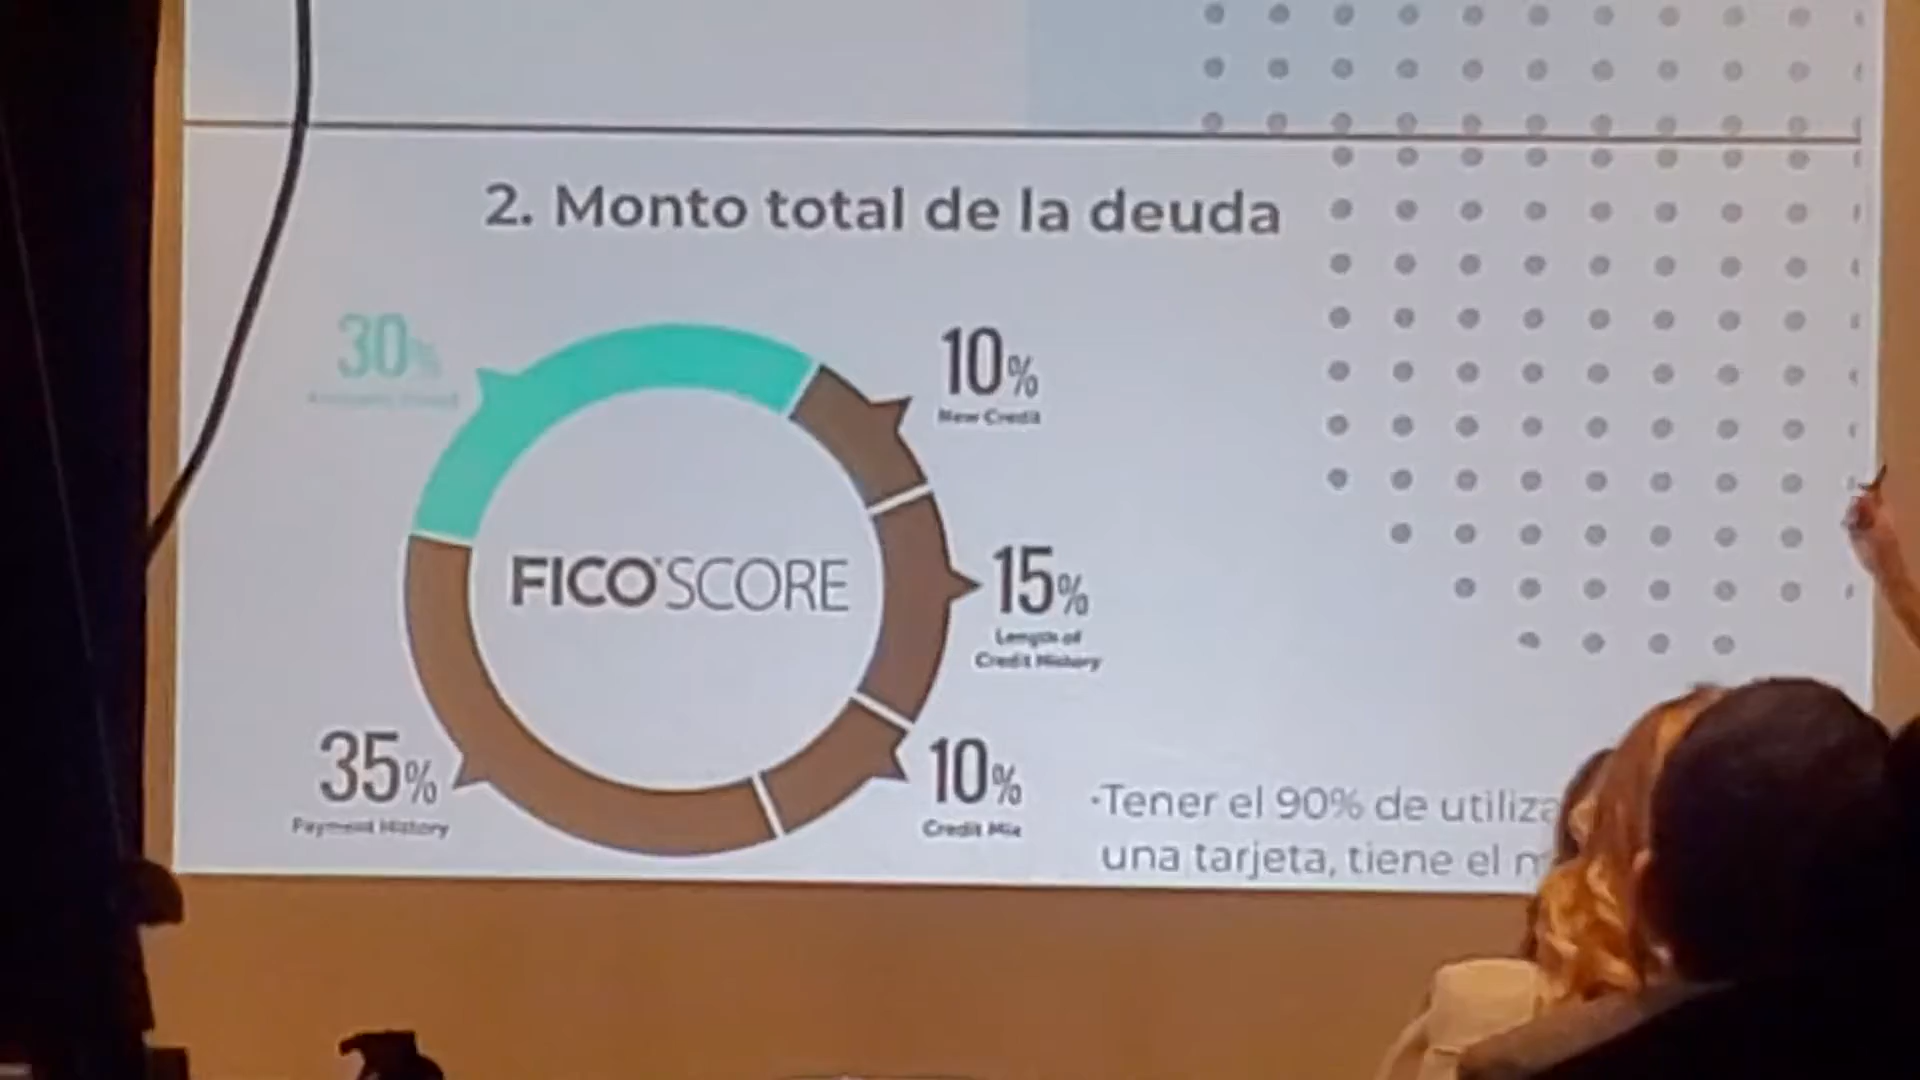 2. Monto total de la deuda
30%
10%
New Credit
FICO® SCORE
15%
Length of
Credit History
35%
Payment History
10%
Credit Mix
•Tener el 90% de
una tarjeta, tiene el